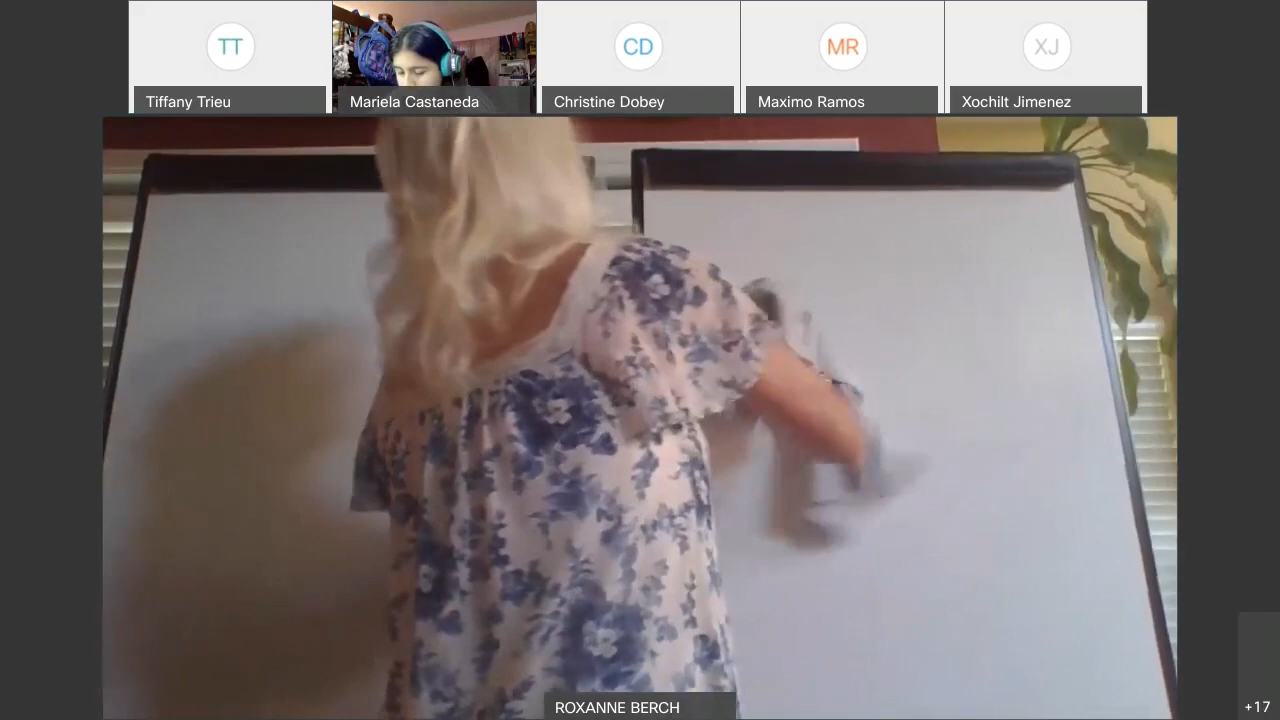 TT
CD
MR
XJ
Tiffany Trieu
Mariela Castaneda
Christine Dobey
Maximo Ramos
Xochilt Jimenez
ROXANNE BERCH
+17